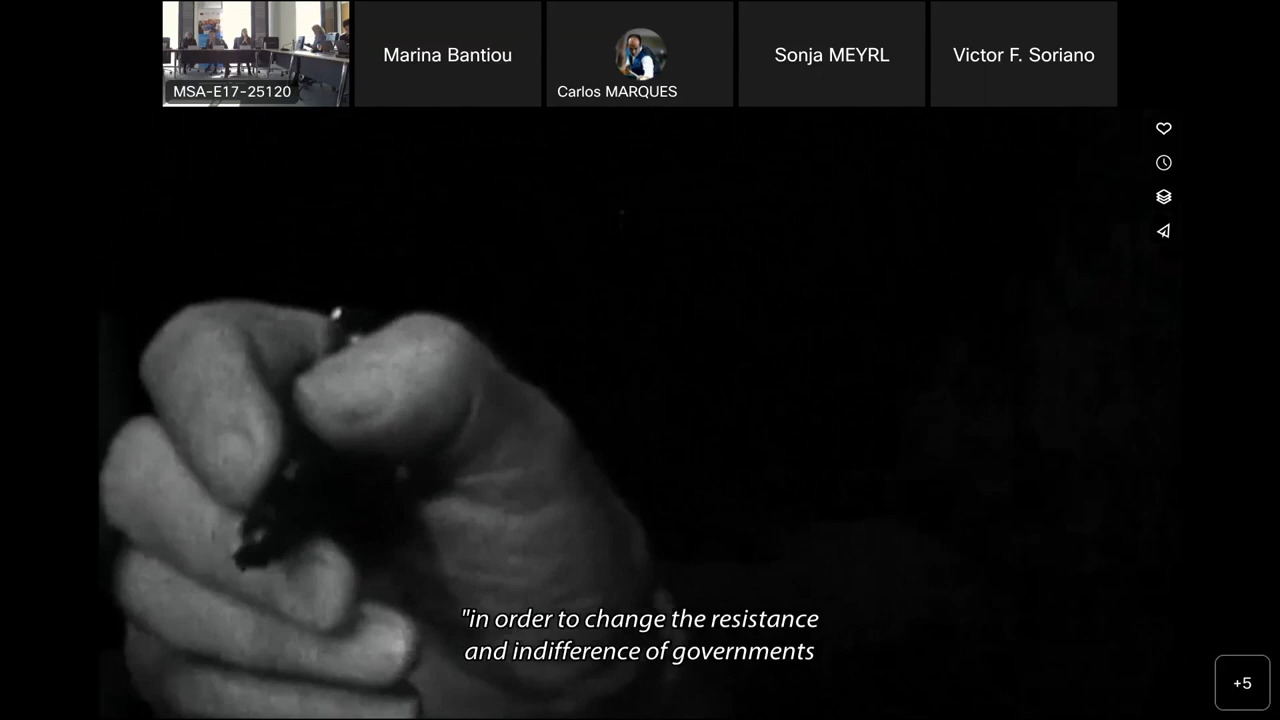 MSA-E17-25120
Marina Bantiou
Carlos MARQUES
Sonja MEYRL
Victor F. Soriano
"in order to change the resistance
and indifference of governments
+5